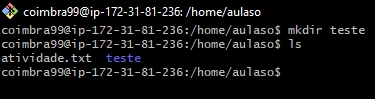 coimbra99@ip-172-31-81-236: /home/aulaso
coimbra99@ip-172-31-81-236:/home/aulaso$ mkdir teste
coimbra99@ip-172-31-81-236:/home/aulaso$ ls
atividade.txt  teste
coimbra99@ip-172-31-81-236:/home/aulaso$